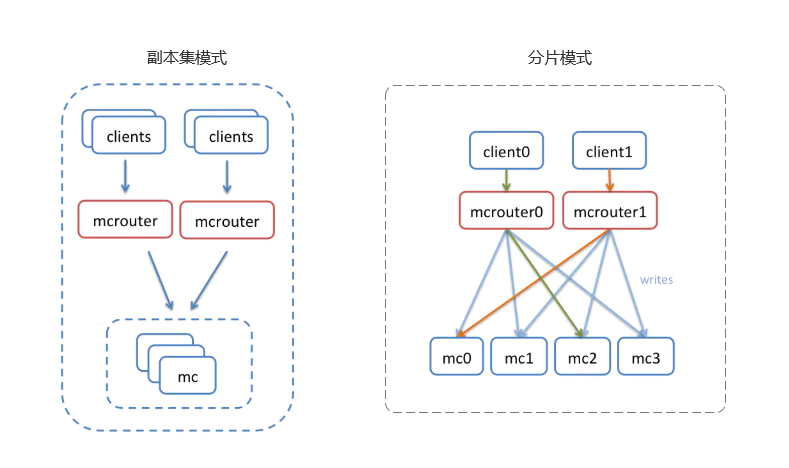 副本集模式
clients
clients
mcrouter
mcrouter
mc
分片模式
client0
client1
mcrouter0
mcrouter1
writes
mc0
mc1
mc2
mc3